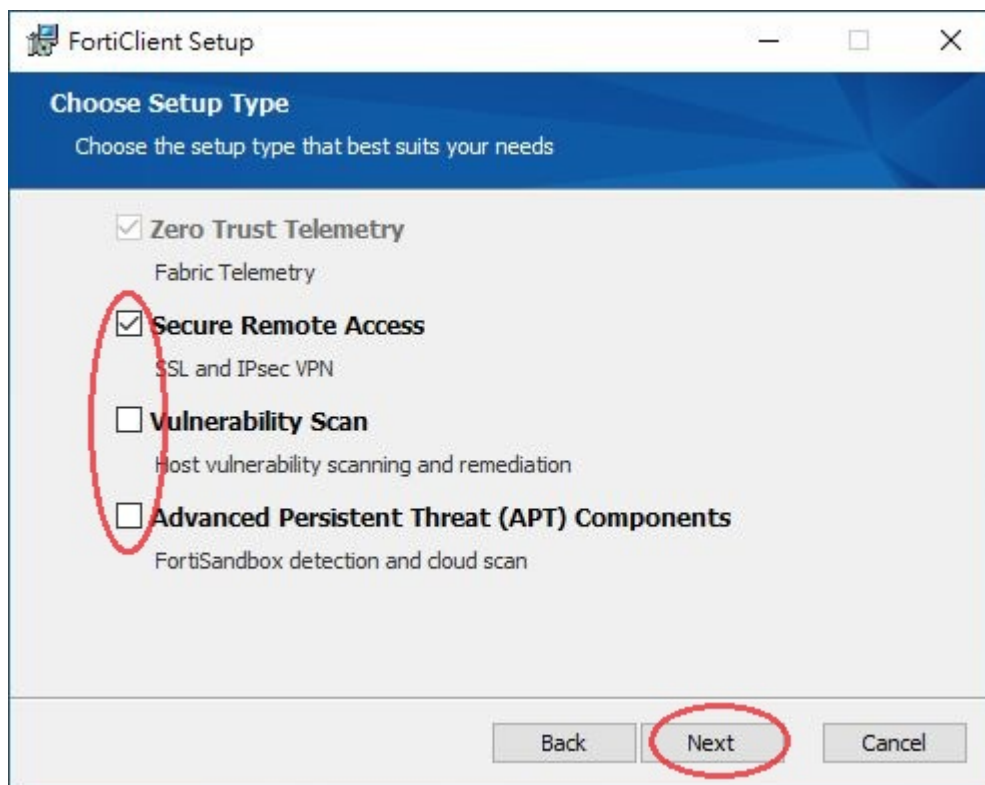 FortiClient Setup
Choose Setup Type
Choose the setup type that best suits your needs
Zero Trust Telemetry
Fabric Telemetry
Secure Remote Access
SSL and IPsec VPN
Vulnerability Scan
Host vulnerability scanning and remediation
Advanced Persistent Threat (APT) Components
FortiSandbox detection and cloud scan
Back Next Cancel